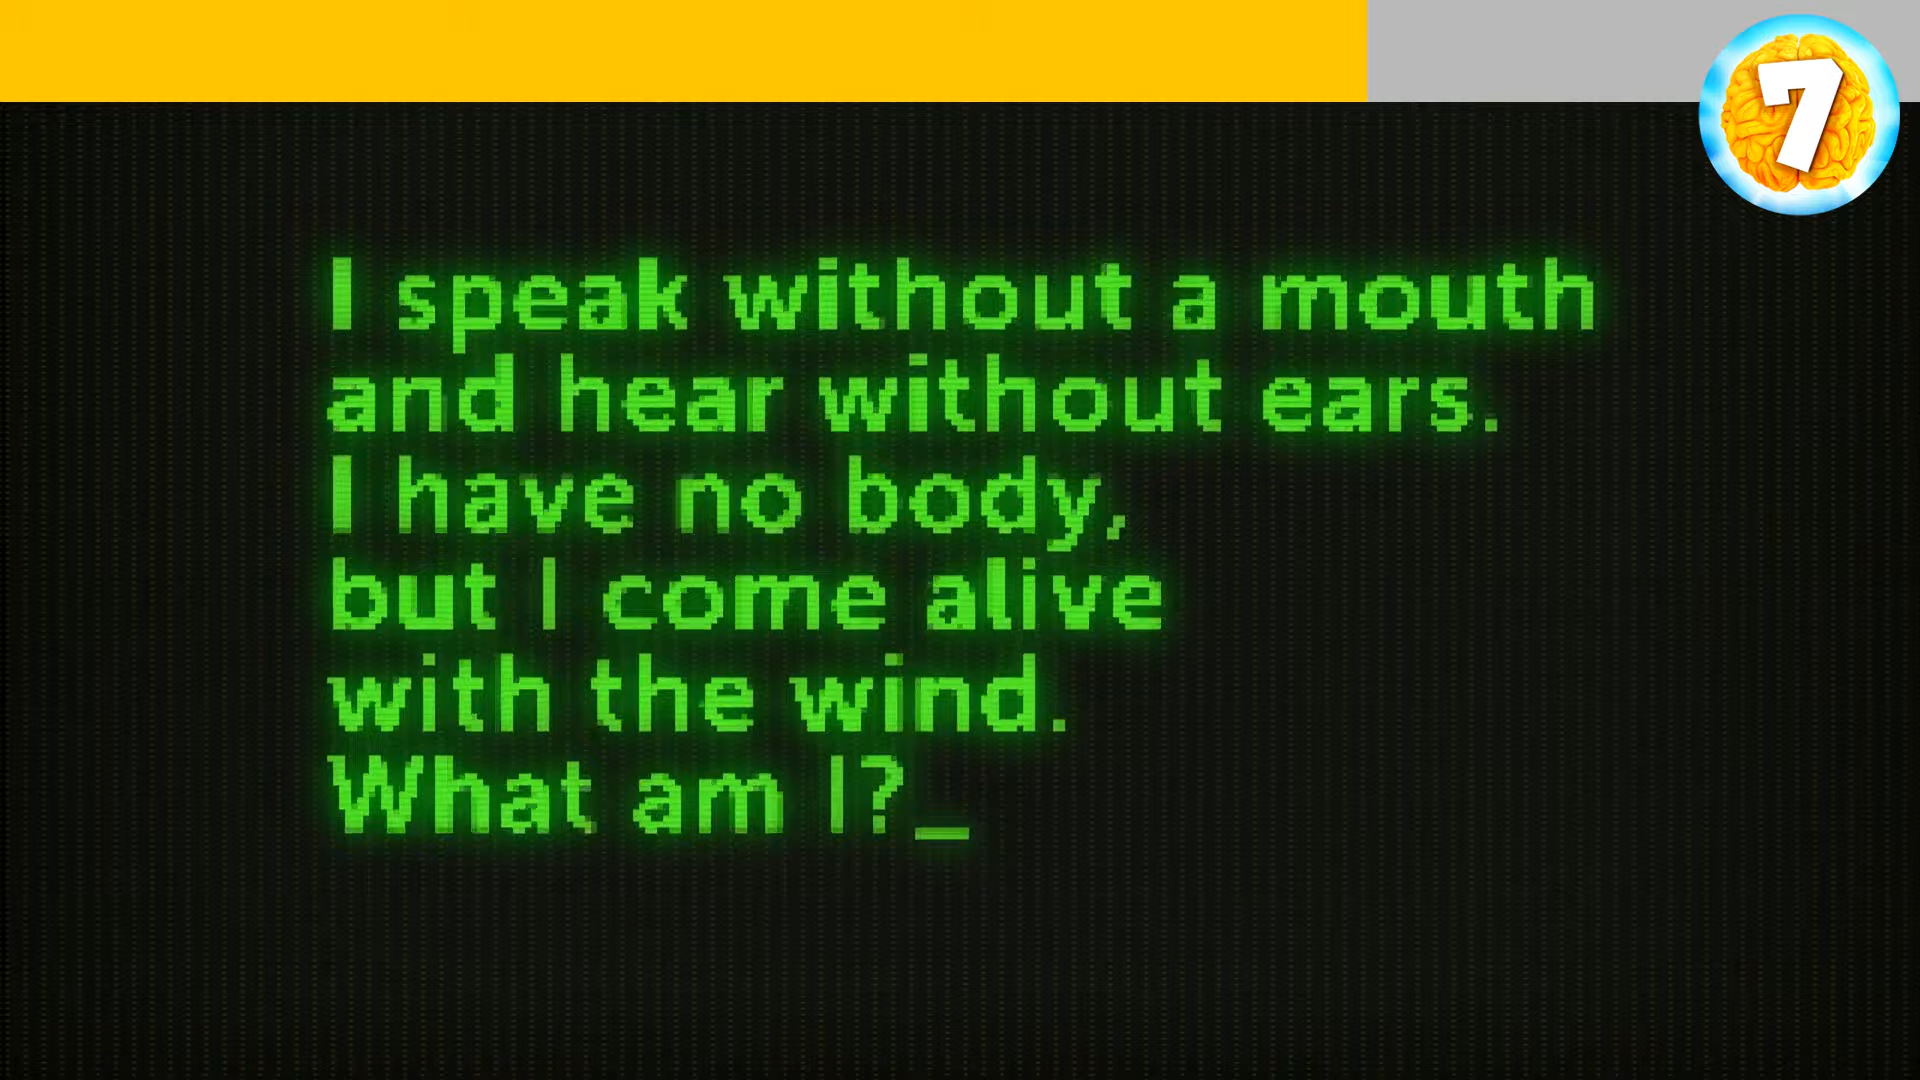 7
I speak without a mouth
and hear without ears.
I have no body,
but I come alive
with the wind.
What am I?_